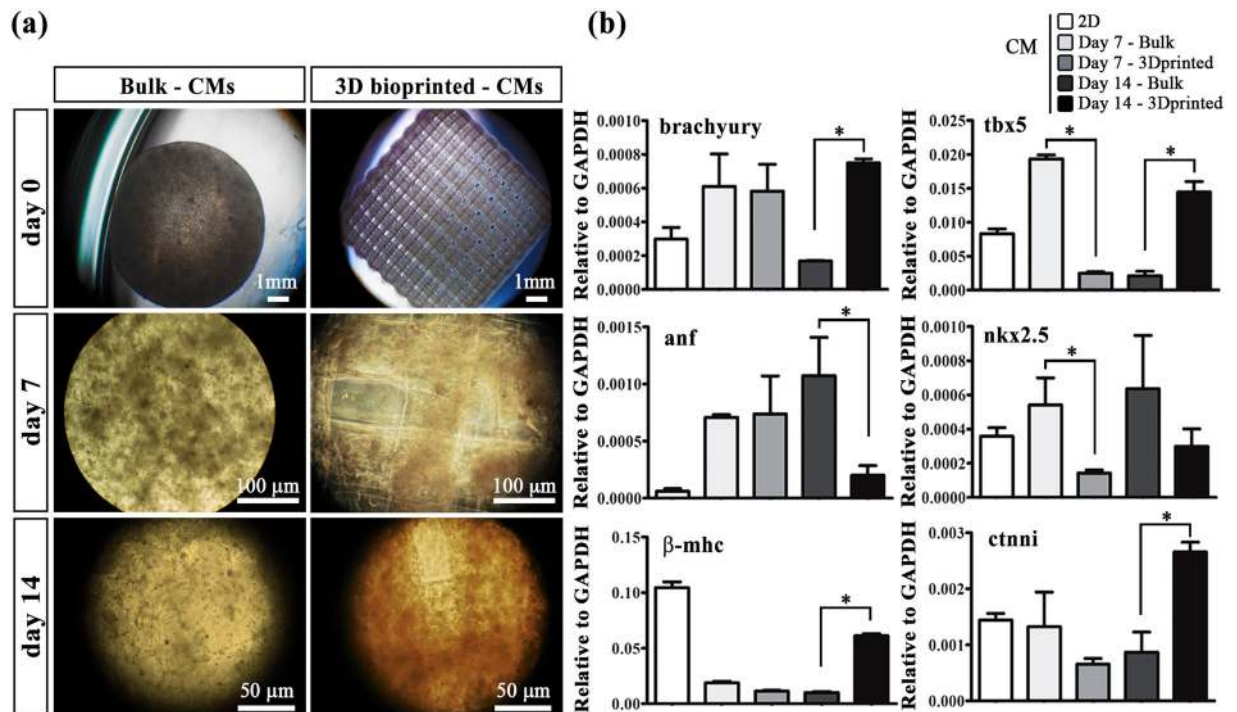 (a)
Bulk - CMs
3D bioprinted - CMs
day 0
1mm
1mm
day 7
100 μm
100 μm
day 14
50 μm
50 μm
(b)
CM
2D
Day 7 - Bulk
Day 7 - 3Dprinted
Day 14 - Bulk
Day 14 - 3Dprinted
brachyury
Relative to GAPDH
0.0010
0.0008
0.0006
0.0004
0.0002
0.0000
*
tbx5
Relative to GAPDH
0.025
0.020
0.015
0.010
0.005
0.000
*
*
anf
Relative to GAPDH
0.0015
0.0010
0.0005
0.0000
*
nkx2.5
Relative to GAPDH
0.0010
0.0008
0.0006
0.0004
0.0002
0.0000
*
β-mhc
Relative to GAPDH
0.15
0.10
0.05
0.00
*
ctnni
Relative to GAPDH
0.003
0.002
0.001
0.000
*